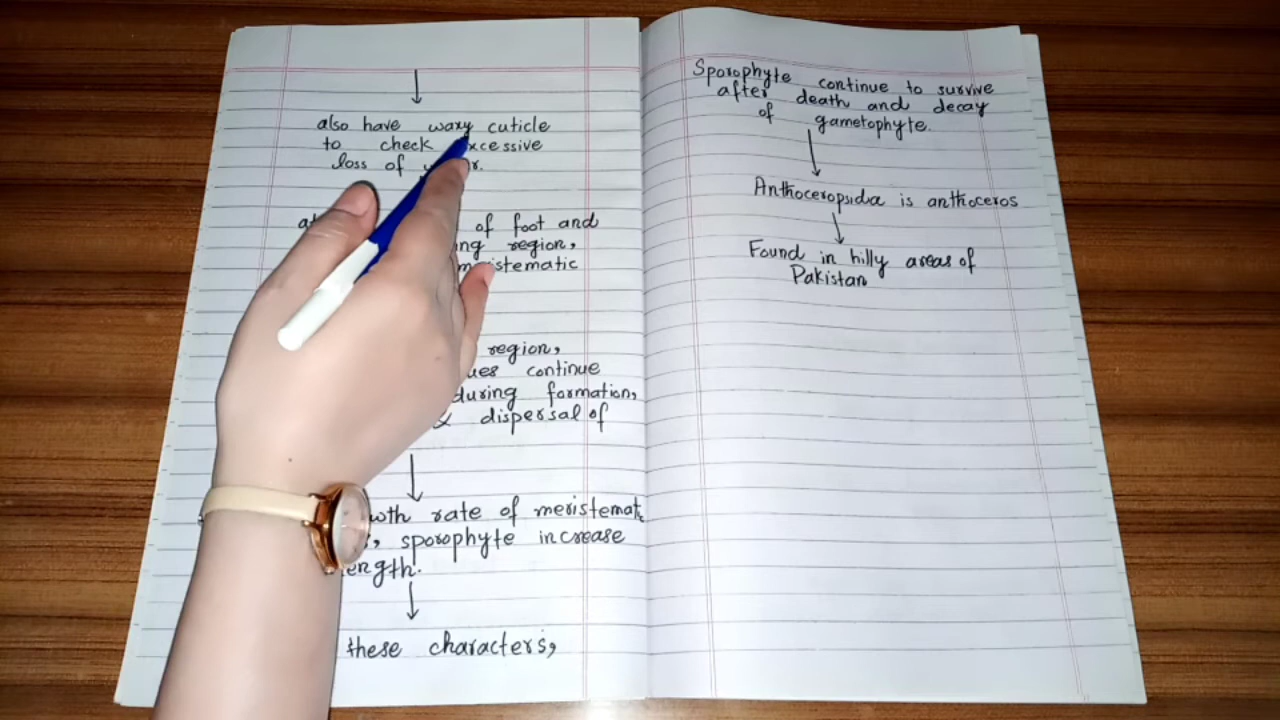 also have waxy cuticle
to check excessive
loss of
of foot and
region,
meristematic
region,
continue
during formation,
& dispersal of
rate of meristemat
sporophyte increase
length.
these characters,
Sporophyte continue to survive
after death and decay
of gametophyte.
Anthoceropsida is anthoceros
Found in hilly areas of
Pakistan